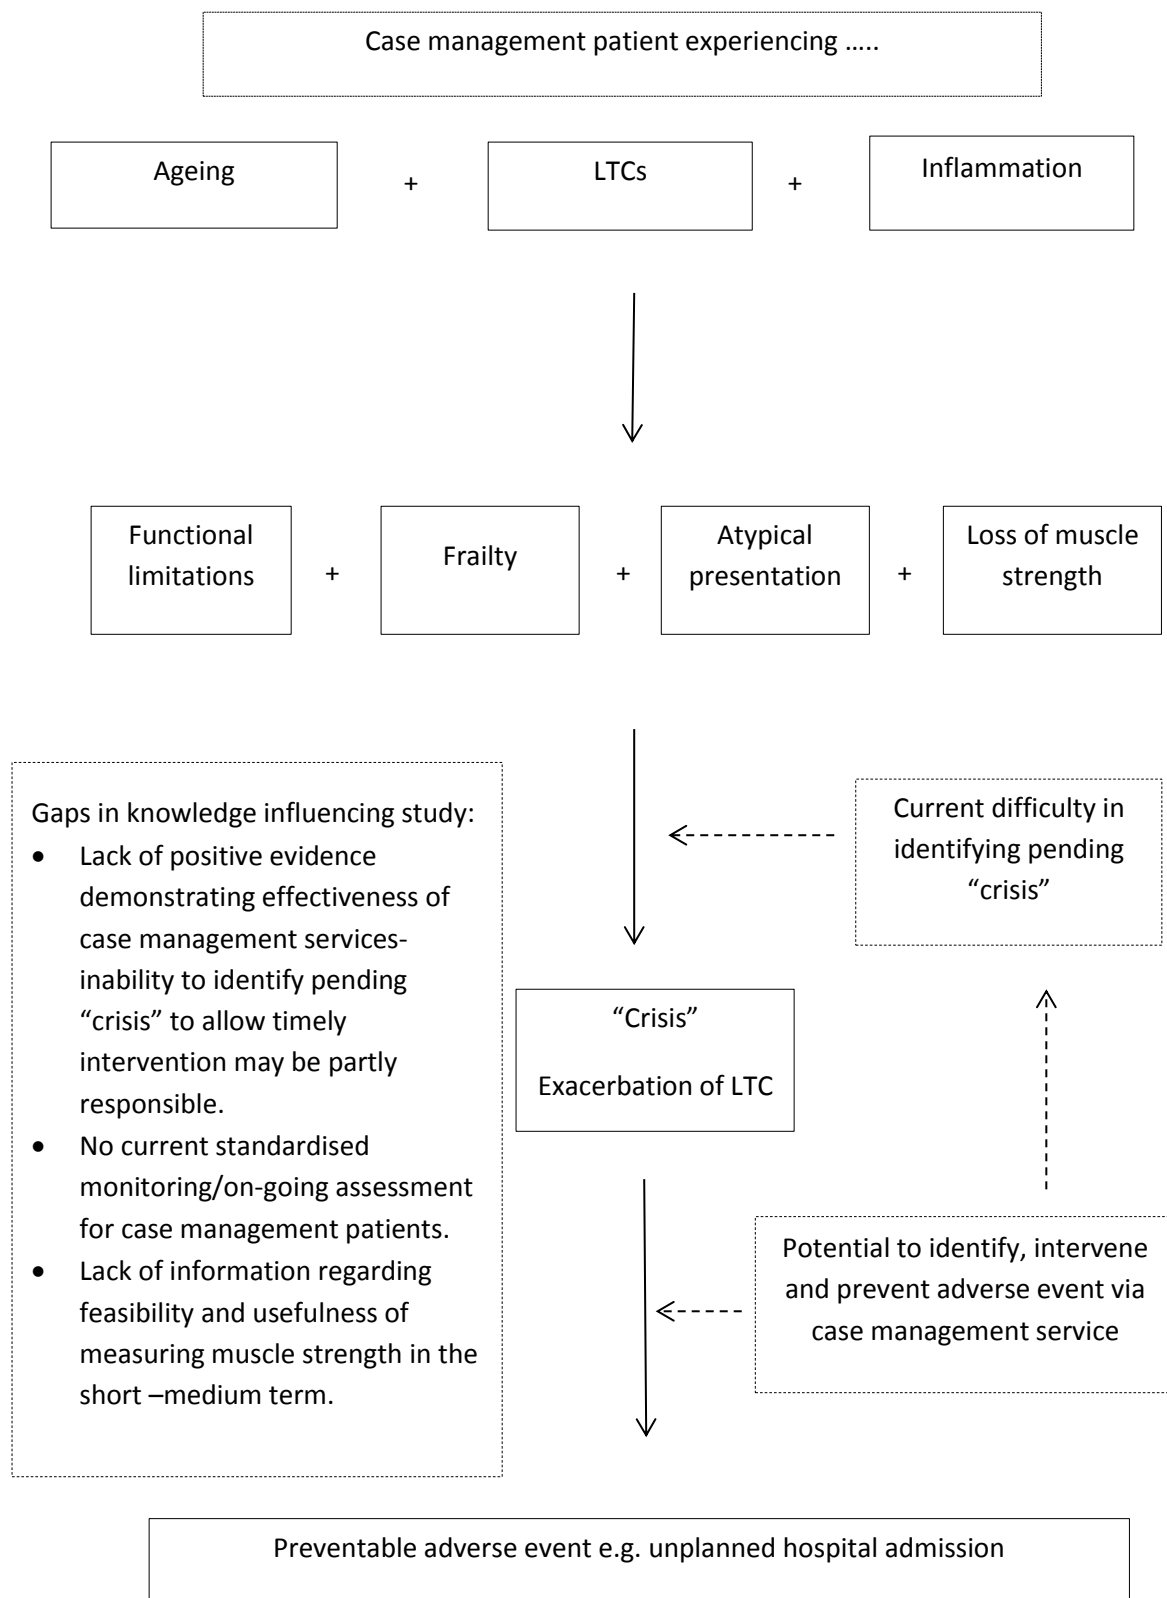 Case management patient experiencing …..
Ageing
+
LTCs
+
Inflammation
Functional
limitations
+
Frailty
+
Atypical
presentation
+
Loss of muscle
strength
Gaps in knowledge influencing study:
• Lack of positive evidence
demonstrating effectiveness of
case management services-
inability to identify pending
“crisis” to allow timely
intervention may be partly
responsible.
• No current standardised
monitoring/on-going assessment
for case management patients.
• Lack of information regarding
feasibility and usefulness of
measuring muscle strength in the
short –medium term.
Current difficulty in
identifying pending
“crisis”
“Crisis”
Exacerbation of LTC
Potential to identify, intervene
and prevent adverse event via
case management service
Preventable adverse event e.g. unplanned hospital admission